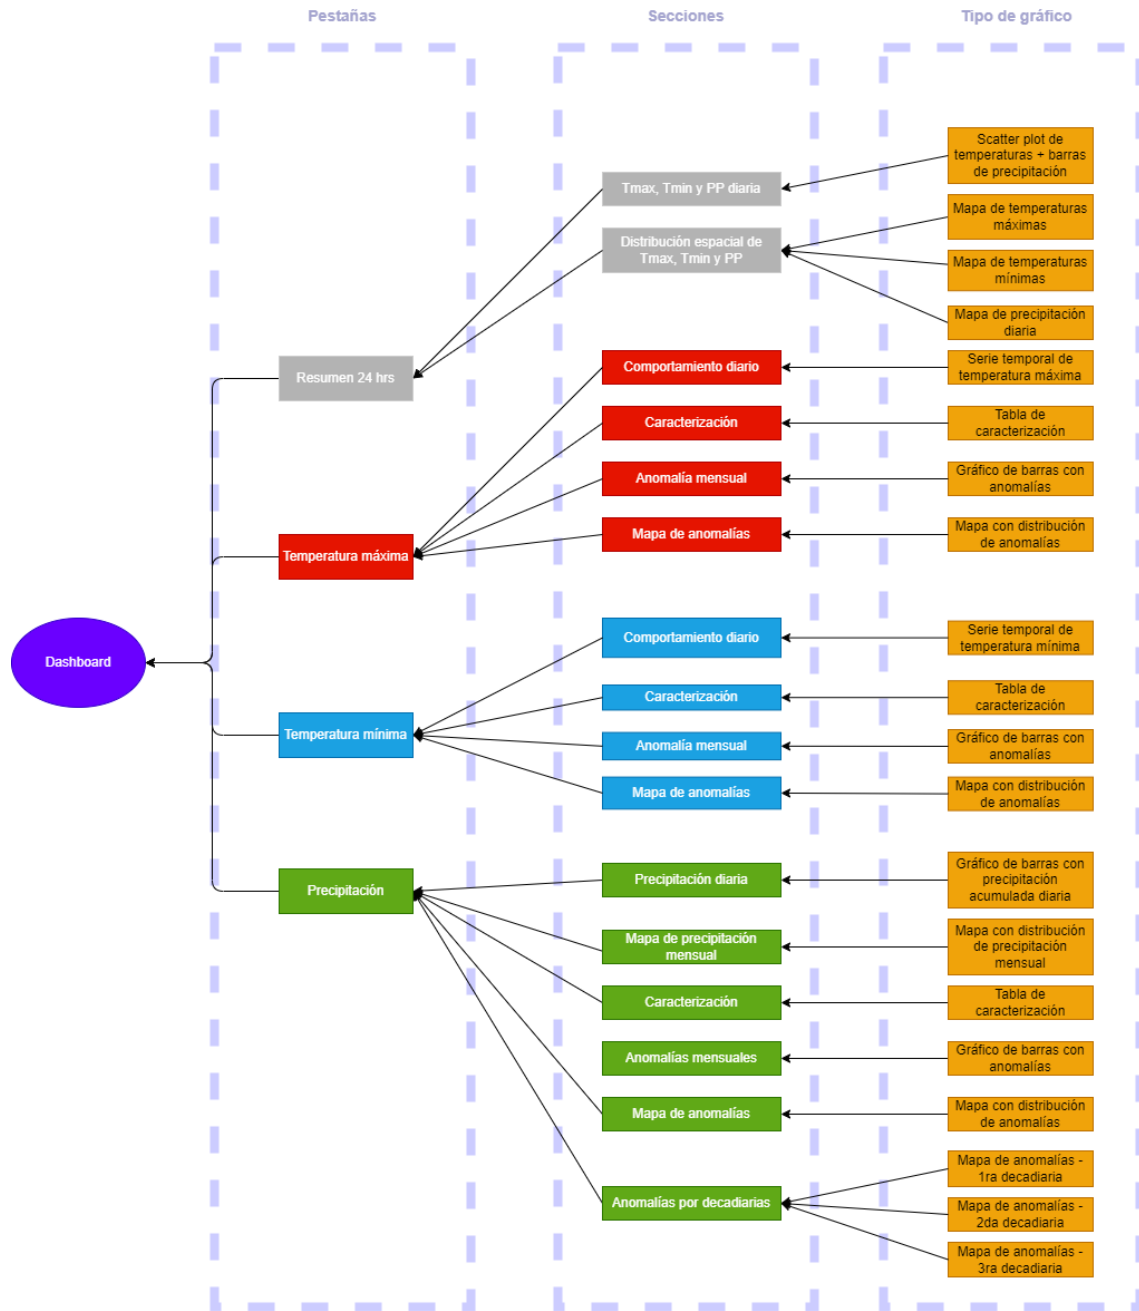 Pestañas
Secciones
Tipo de gráfico
Scatter plot de
temperaturas + barras
de precipitación
Tmax, Tmin y PP diaria
Mapa de temperaturas
máximas
Distribución espacial de
Tmax, Tmin y PP
Mapa de temperaturas
mínimas
Mapa de precipitación
diaria
Resumen 24 hrs
Comportamiento diario
Serie temporal de
temperatura máxima
Caracterización
Tabla de
caracterización
Anomalía mensual
Gráfico de barras con
anomalías
Temperatura máxima
Mapa de anomalías
Mapa con distribución
de anomalías
Dashboard
Comportamiento diario
Serie temporal de
temperatura mínima
Caracterización
Tabla de
caracterización
Temperatura mínima
Anomalía mensual
Gráfico de barras con
anomalías
Mapa de anomalías
Mapa con distribución
de anomalías
Precipitación
Precipitación diaria
Gráfico de barras con
precipitación
acumulada diaria
Mapa de precipitación
mensual
Mapa con distribución
de precipitación
mensual
Caracterización
Tabla de
caracterización
Anomalías mensuales
Gráfico de barras con
anomalías
Mapa de anomalías
Mapa con distribución
de anomalías
Anomalías por decadiarias
Mapa de anomalías -
1ra decadiaria
Mapa de anomalías -
2da decadiaria
Mapa de anomalías -
3ra decadiaria